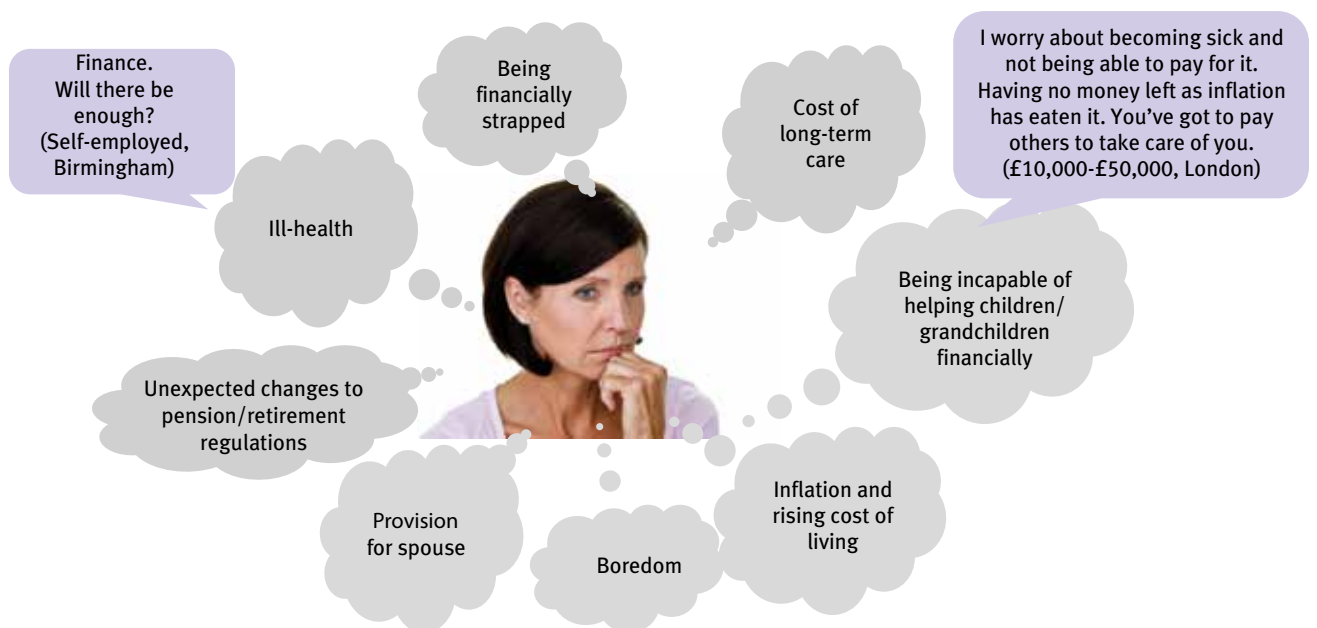 Finance.
Will there be
enough?
(Self-employed,
Birmingham)
Being
financially
strapped
Cost of
long-term
care
I worry about becoming sick and
not being able to pay for it.
Having no money left as inflation
has eaten it. You’ve got to pay
others to take care of you.
(£10,000-£50,000, London)
Ill-health
Being incapable of
helping children/
grandchildren
financially
Unexpected changes to
pension/retirement
regulations
Provision
for spouse
Boredom
Inflation and
rising cost of
living